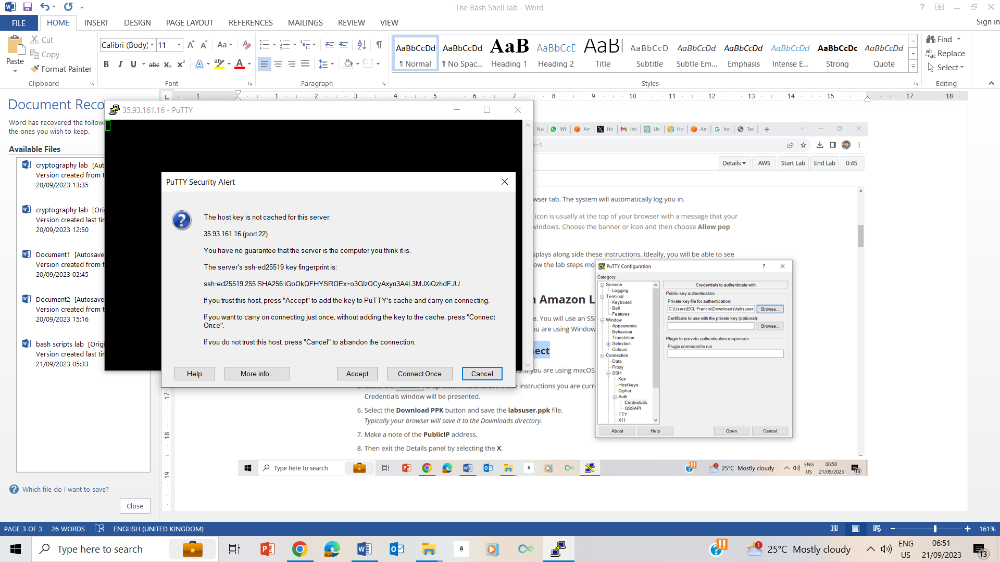 The Bash Shell lab - Word
Sign in
FILE HOME INSERT DESIGN PAGE LAYOUT REFERENCES MAILINGS REVIEW VIEW
Paste
Cut
Copy
Format Painter
Clipboard
Calibri (Body) 11
Font
Paragraph
AaBbCcDd AaBbCcDd AaB AaBbCcD AaBl AaBbCcD AaBbCcDd AaBbCcDd AaBbCcDd AaBbCcDc AaBbCcDd
¶ Normal ¶ No Spac... Heading 1 Heading 2 Title Subtitle Subtle Em... Emphasis Intense E... Strong Quote
Styles
Find
Replace
Select
Editing
1 1 2 3 4 5 6 7 8 9 10 11 12 13 14 15 17 18
Document Reco
Word has recovered the followi
the ones you wish to keep.
Available Files
cryptography lab [Aut
Version created from t
20/09/2023 13:35
cryptography lab [Ori
Version created last ti
20/09/2023 12:50
Document1 [Autosave
Version created from t
20/09/2023 02:45
Document2 [Autosave
Version created from t
20/09/2023 15:16
bash scripts lab [Origi
Version created last ti
21/09/2023 05:33
Which file do I want to save?
Close
35.93.161.16 - PuTTY
PuTTY Security Alert
The host key is not cached for this server:
35.93.161.16 (port 22)
You have no guarantee that the server is the computer you think it is.
The server's ssh-ed25519 key fingerprint is:
ssh-ed25519 255 SHA256:iGoOkQFHYSROEx+o3GlzQCyAxyn3A4L3MJXiQzhdFJU
If you trust this host, press "Accept" to add the key to PuTTY's cache and carry on connecting.
If you want to carry on connecting just once, without adding the key to the cache, press "Connect
Once".
If you do not trust this host, press "Cancel" to abandon the connection.
Help More info... Accept Connect Once Cancel
Nai Wh Am Ho Inb Un Ho Am hov Tes
r=1
Details AWS Start Lab End Lab 0:45
wser tab. The system will automatically log you in.
icon is usually at the top of your browser with a message that your
windows. Choose the banner or icon and then choose Allow pop
splays along side these instructions. Ideally, you will be able to see
ow the lab steps mo
n Amazon L
e. You will use an SS
ou are using Window
nect
If you are using macOS
drop down menu above these instructions you are curre
Credentials window will be presented.
6. Select the Download PPK button and save the labsuser.ppk file.
Typically your browser will save it to the Downloads directory.
7. Make a note of the PublicIP address.
8. Then exit the Details panel by selecting the X.
PuTTY Configuration
Category:
Session
Logging
Terminal
Keyboard
Bell
Features
Window
Appearance
Behaviour
Translation
Selection
Colours
Connection
Data
Proxy
SSH
Kex
Host keys
Cipher
Auth
Credentials
GSSAPI
TTY
X11
Credentials to authenticate with
Public-key authentication
Private key file for authentication:
C:\Users\ECL-Francis\Downloads\labsuser Browse...
Certificate to use with the private key (optional):
Browse...
Plugin to provide authentication responses
Plugin command to run
About Help Open Cancel
Type here to search
25°C Mostly cloudy
ENG
US
06:50
21/09/2023
13
17
18
19
PAGE 3 OF 3 26 WORDS ENGLISH (UNITED KINGDOM)
161%
Type here to search
25°C Mostly cloudy
ENG
US
06:51
21/09/2023
13